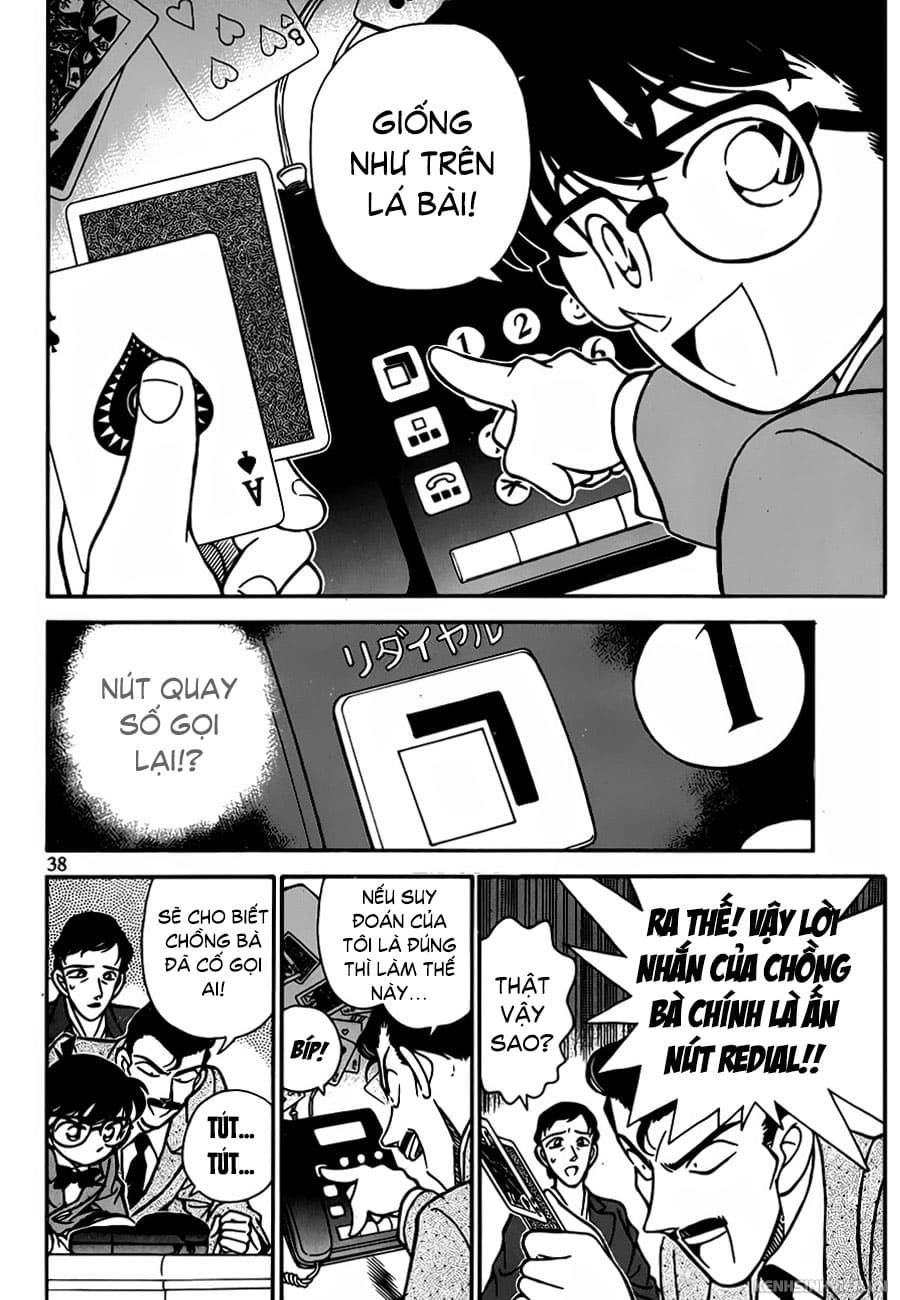 GIỐNG
NHƯ TRÊN
LÁ BÀI!
8
A
1
2
6
リダイヤル
1
NÚT QUAY
SỐ GỌI
LẠI!?
38
RA THẾ! VẬY LỜI
NHẮN CỦA CHỒNG
BÀ CHÍNH LÀ ẤN
NÚT REDIAL!!
THẬT
VẬY
SAO?
NẾU SUY
ĐOÁN CỦA
TÔI LÀ ĐÚNG
THÌ LÀM THẾ
NÀY...
BÍP!
SẼ CHO BIẾT
CHỒNG BÀ
ĐÃ CỐ GỌI
AI!
TÚT...
TÚT...